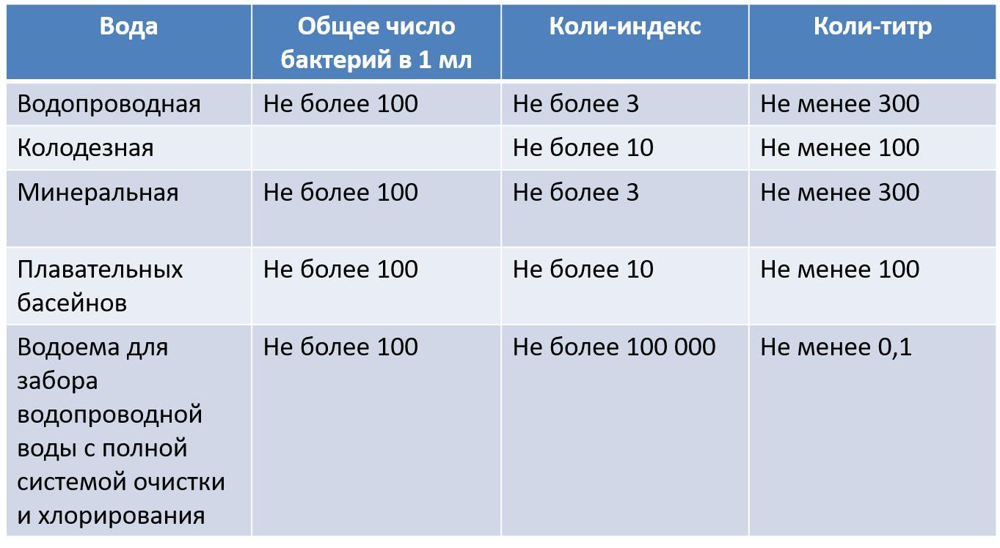 Вода
Общее число
бактерий в 1 мл
Коли-индекс
Коли-титр
Водопроводная
Не более 100
Не более 3
Не менее 300
Колодезная
Не более 10
Не менее 100
Минеральная
Не более 100
Не более 3
Не менее 300
Плавательных
басейнов
Не более 100
Не более 10
Не менее 100
Водоема для
забора
водопроводной
воды с полной
системой очистки
и хлорирования
Не более 100
Не более 100 000
Не менее 0,1